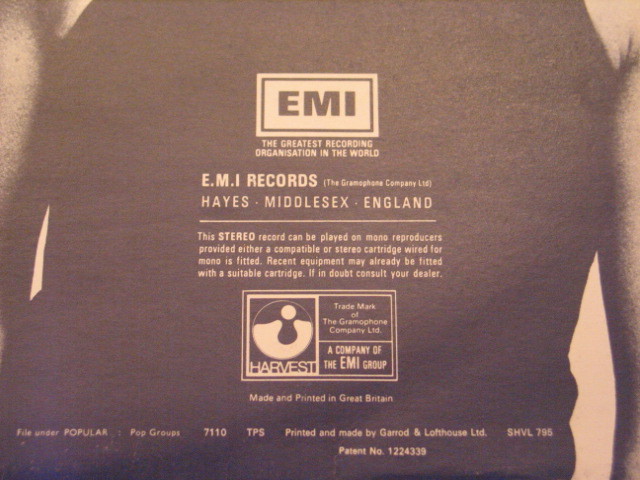 EMI
THE GREATEST RECORDING
ORGANISATION IN THE WORLD
E.M.I RECORDS (The Gramophone Company Ltd)
HAYES · MIDDLESEX · ENGLAND
This STEREO record can be played on mono reproducers
provided either a compatible or stereo cartridge wired for
mono is fitted. Recent equipment may already be fitted
with a suitable cartridge. If in doubt consult your dealer.
HARVEST
Trade Mark
of
The Gramophone
Company Ltd.
A COMPANY OF
THE EMI GROUP
Made and Printed in Great Britain
File under POPULAR : Pop Groups 7110 TPS Printed and made by Garrod & Lofthouse Ltd. SHVL 795
Patent No. 1224339